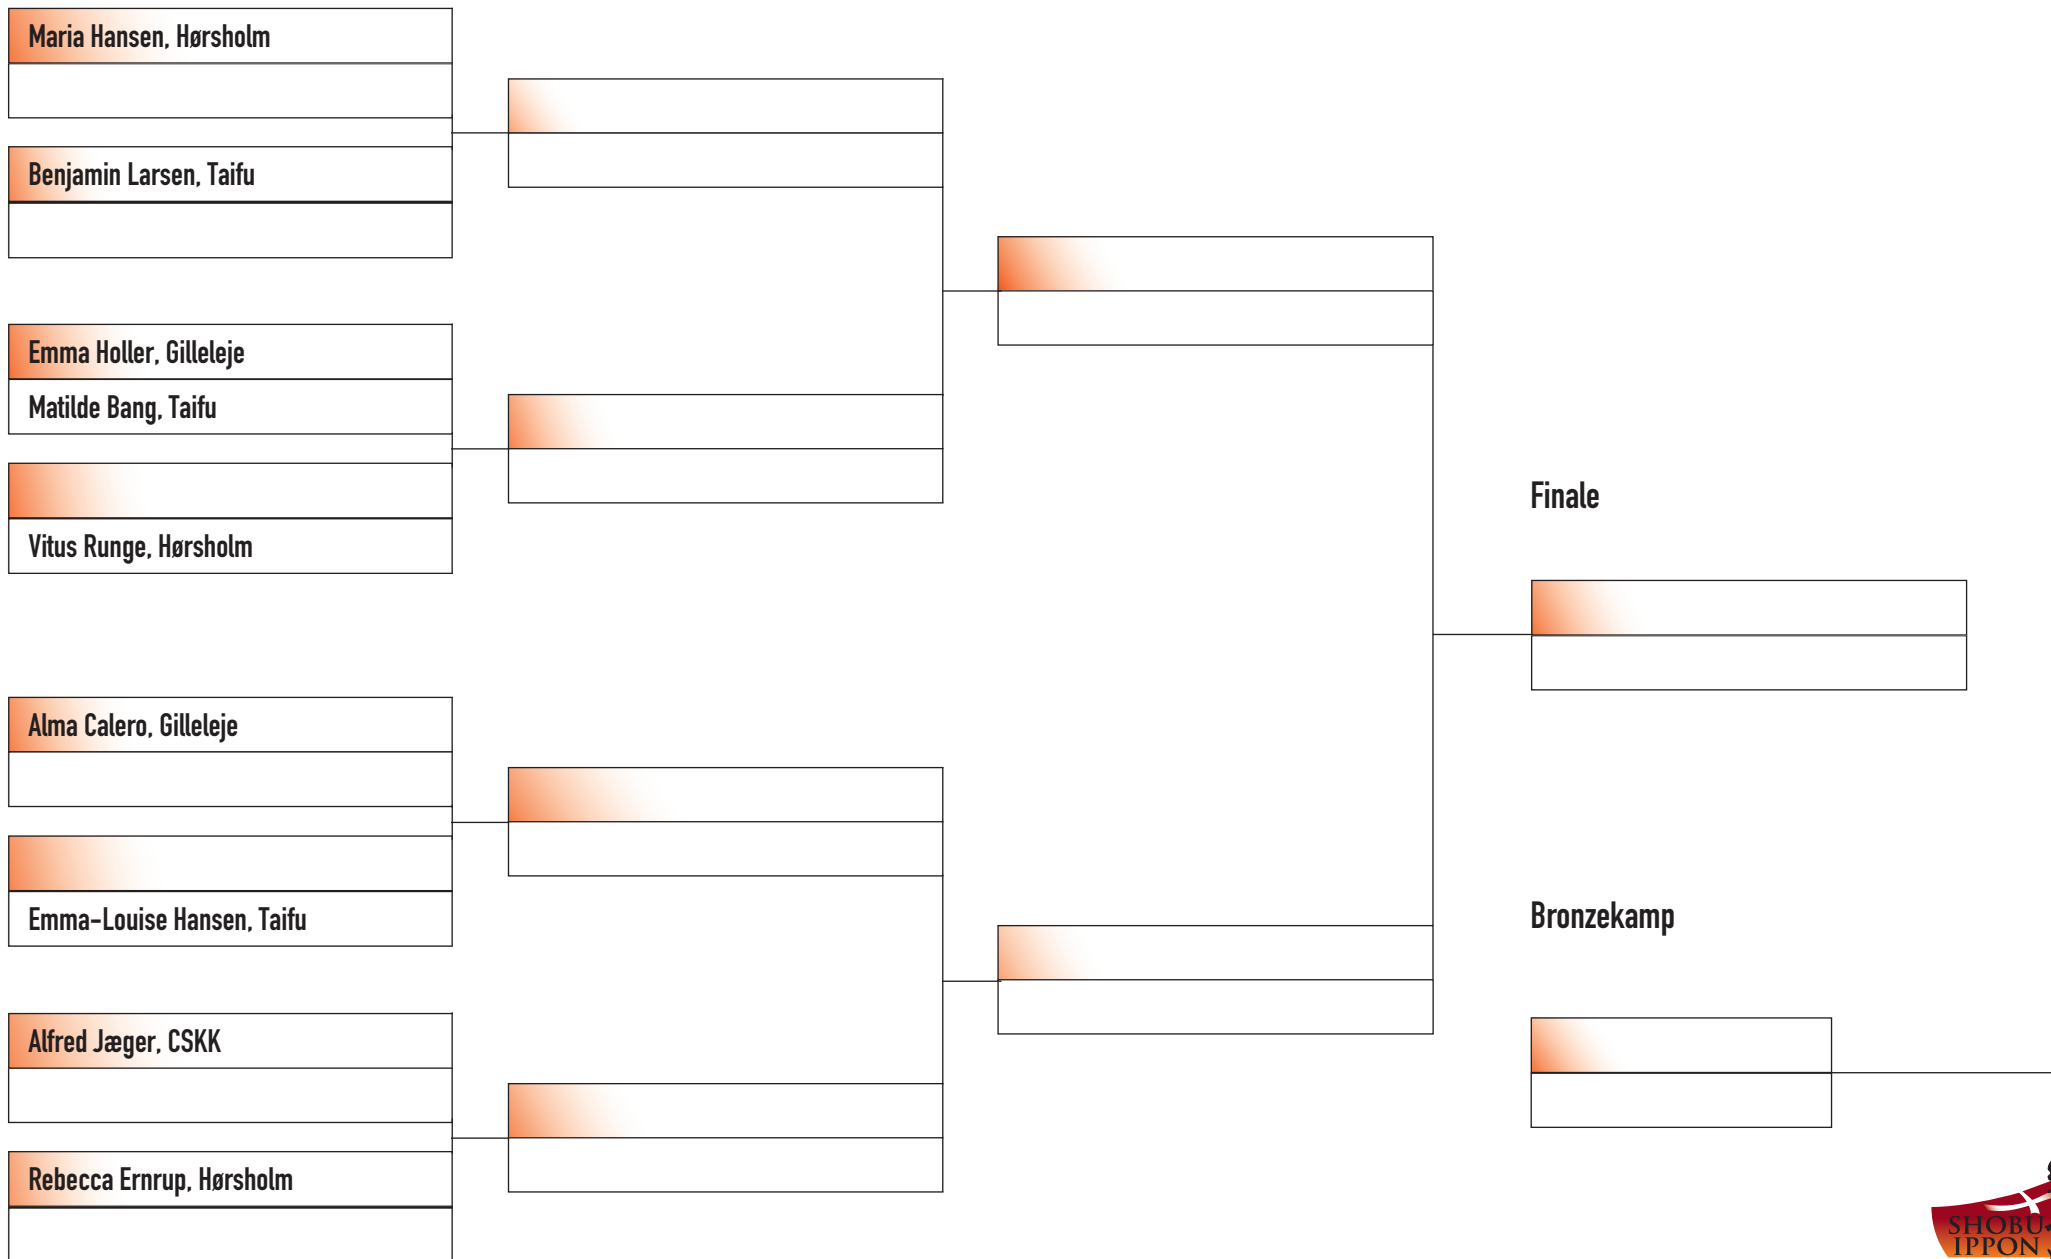 Maria Hansen, Hørsholm
Benjamin Larsen, Taifu
Emma Holler, Gilleleje
Matilde Bang, Taifu
Vitus Runge, Hørsholm
Finale
Alma Calero, Gilleleje
Emma-Louise Hansen, Taifu
Bronzekamp
Alfred Jæger, CSKK
Rebecca Ernrup, Hørsholm
SHOBU
IPPON